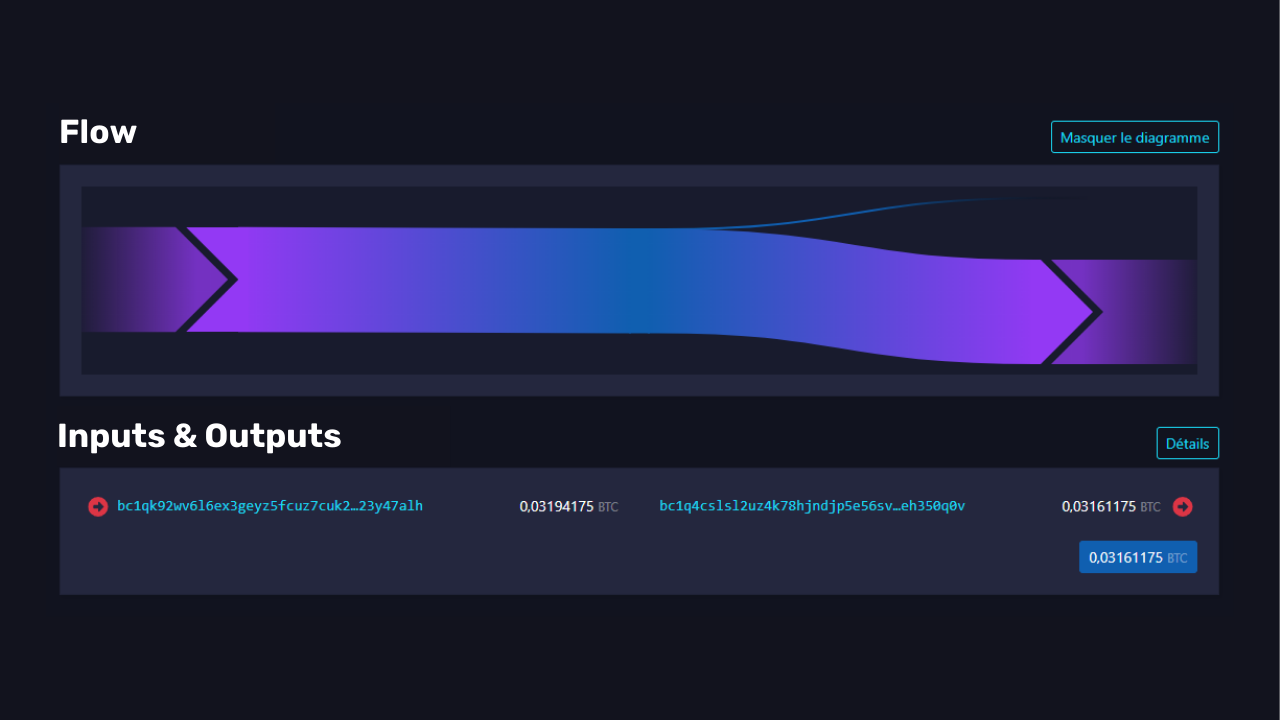 Flow
Masquer le diagramme
Inputs & Outputs
Détails
bc1qk92wv6l6ex3geyz5fcuz7cuk2…23y47alh 0,03194175 BTC bc1q4cslsl2uz4k78hjndjp5e56sv…eh350q0v 0,03161175 BTC
0,03161175 BTC